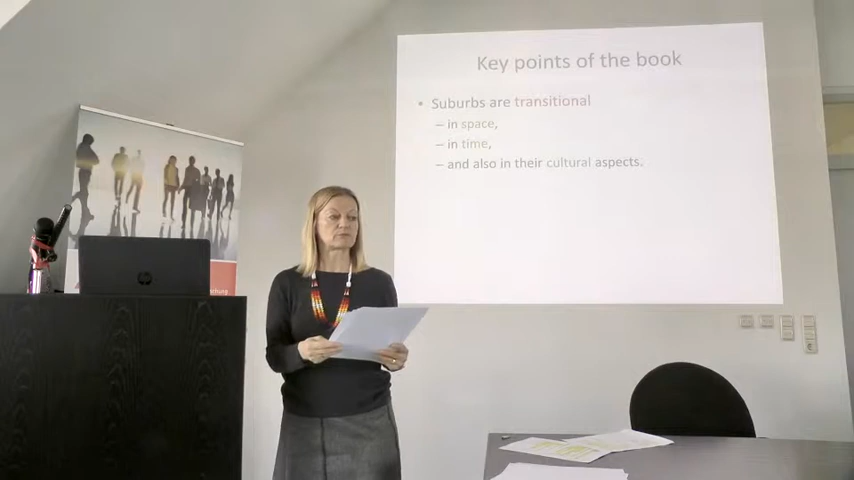 Key points of the book
• Suburbs are transitional
– in space,
– in time,
– and also in their cultural aspects.